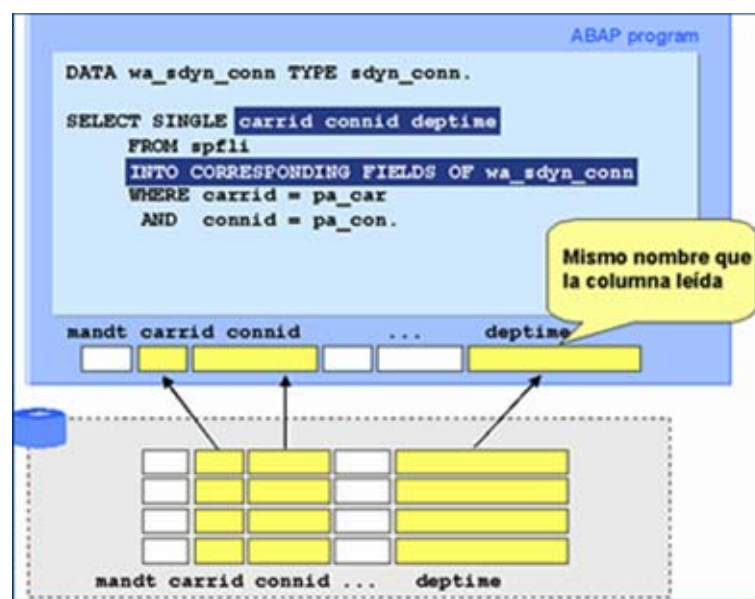 ABAP program
DATA wa_sdyn_conn TYPE sdyn_conn.
SELECT SINGLE carrid connid deptime
FROM spfli
INTO CORRESPONDING FIELDS OF wa_sdyn_conn
WHERE carrid = pa_car
AND connid = pa_con.
Mismo nombre que
la columna leída
mandt carrid connid ... deptime
mandt carrid connid ... deptime